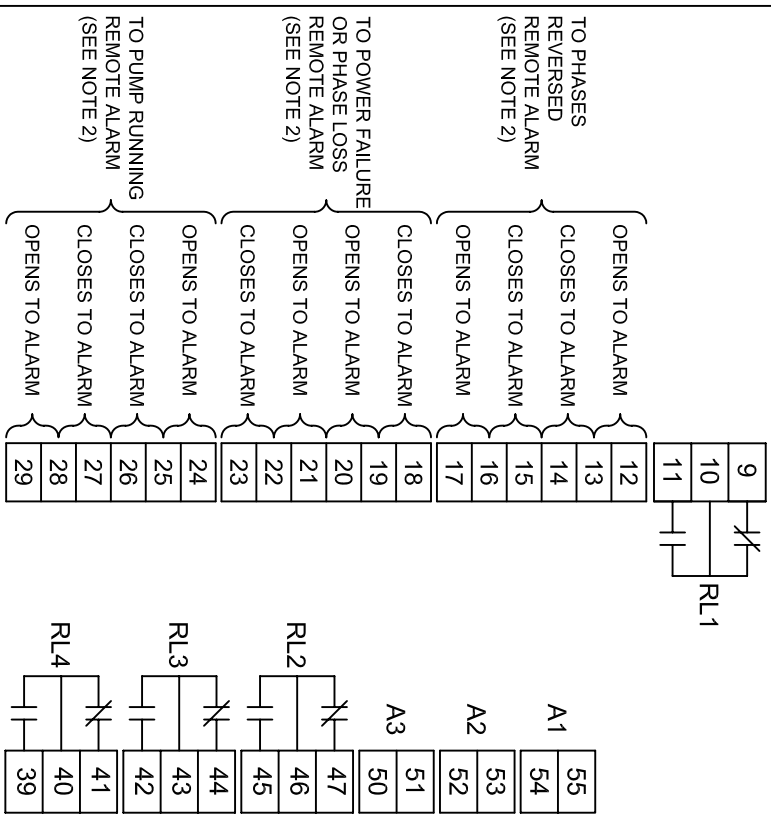 9
10
11
RL1
TO PHASES
REVERSED
REMOTE ALARM
(SEE NOTE 2)
OPENS TO ALARM
CLOSES TO ALARM
CLOSES TO ALARM
OPENS TO ALARM
12
13
14
15
16
17
TO POWER FAILURE
OR PHASE LOSS
REMOTE ALARM
(SEE NOTE 2)
CLOSES TO ALARM
OPENS TO ALARM
OPENS TO ALARM
CLOSES TO ALARM
18
19
20
21
22
23
TO PUMP RUNNING
REMOTE ALARM
(SEE NOTE 2)
OPENS TO ALARM
CLOSES TO ALARM
CLOSES TO ALARM
OPENS TO ALARM
24
25
26
27
28
29
A1
55
54
A2
53
52
A3
51
50
RL2
47
46
45
RL3
44
43
42
RL4
41
40
39